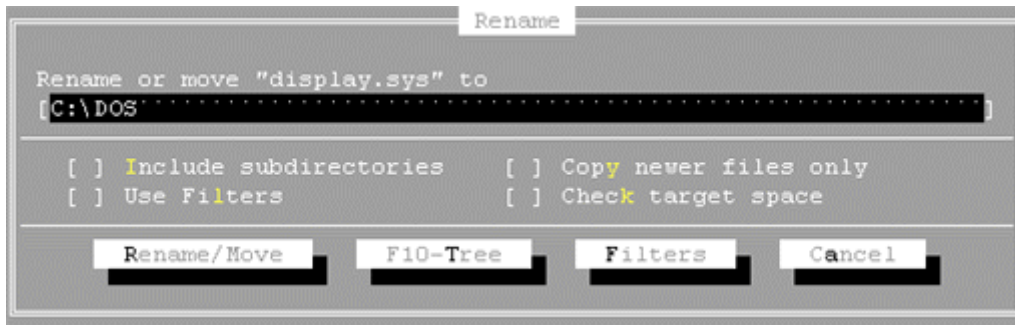 Rename
Rename or move "display.sys" to
[C:\DOS·······························································]
[ ] Include subdirectories [ ] Copy newer files only
[ ] Use Filters [ ] Check target space
Rename/Move F10-Tree Filters Cancel